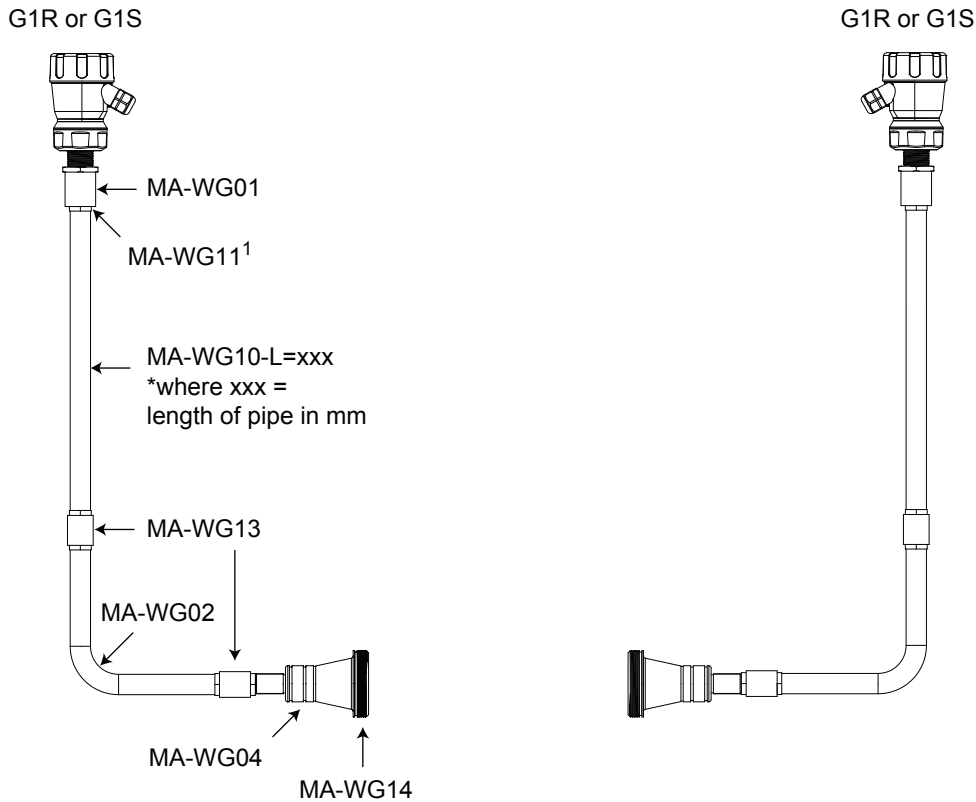 G1R or G1S
G1R or G1S
MA-WG01
MA-WG11¹
MA-WG10-L=xxx
*where xxx =
length of pipe in mm
MA-WG13
MA-WG02
MA-WG04
MA-WG14